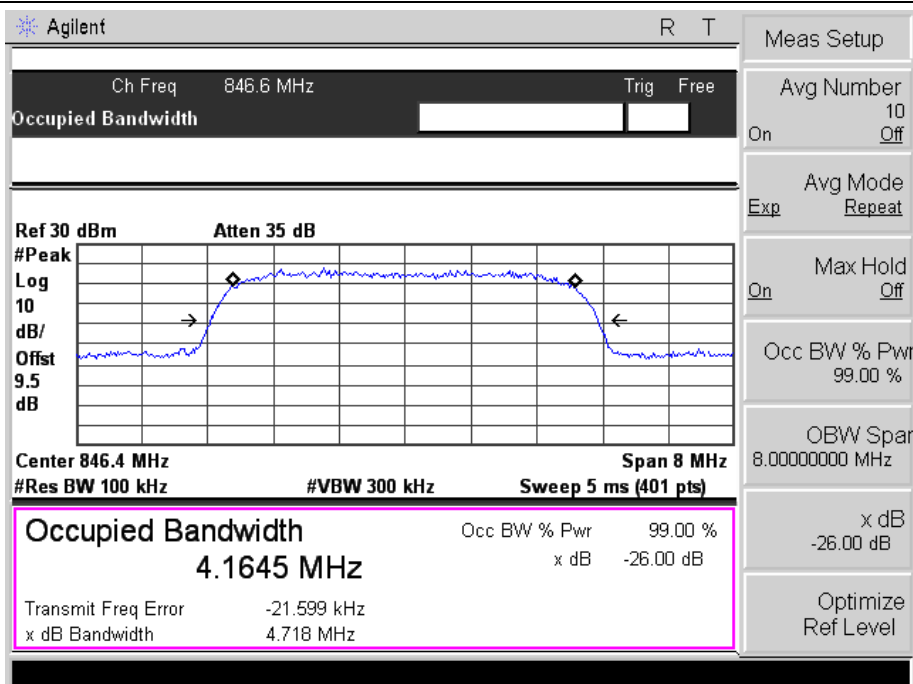 Agilent R T
Ch Freq 846.6 MHz Trig Free
Occupied Bandwidth
Ref 30 dBm Atten 35 dB
#Peak
Log
10
dB/
Offst
9.5
dB
Center 846.4 MHz Span 8 MHz
#Res BW 100 kHz #VBW 300 kHz Sweep 5 ms (401 pts)
Occupied Bandwidth Occ BW % Pwr 99.00 %
4.1645 MHz x dB -26.00 dB
Transmit Freq Error -21.599 kHz
x dB Bandwidth 4.718 MHz
Meas Setup
Avg Number
10
On Off
Avg Mode
Exp Repeat
Max Hold
On Off
Occ BW % Pwr
99.00 %
OBW Span
8.00000000 MHz
x dB
-26.00 dB
Optimize
Ref Level